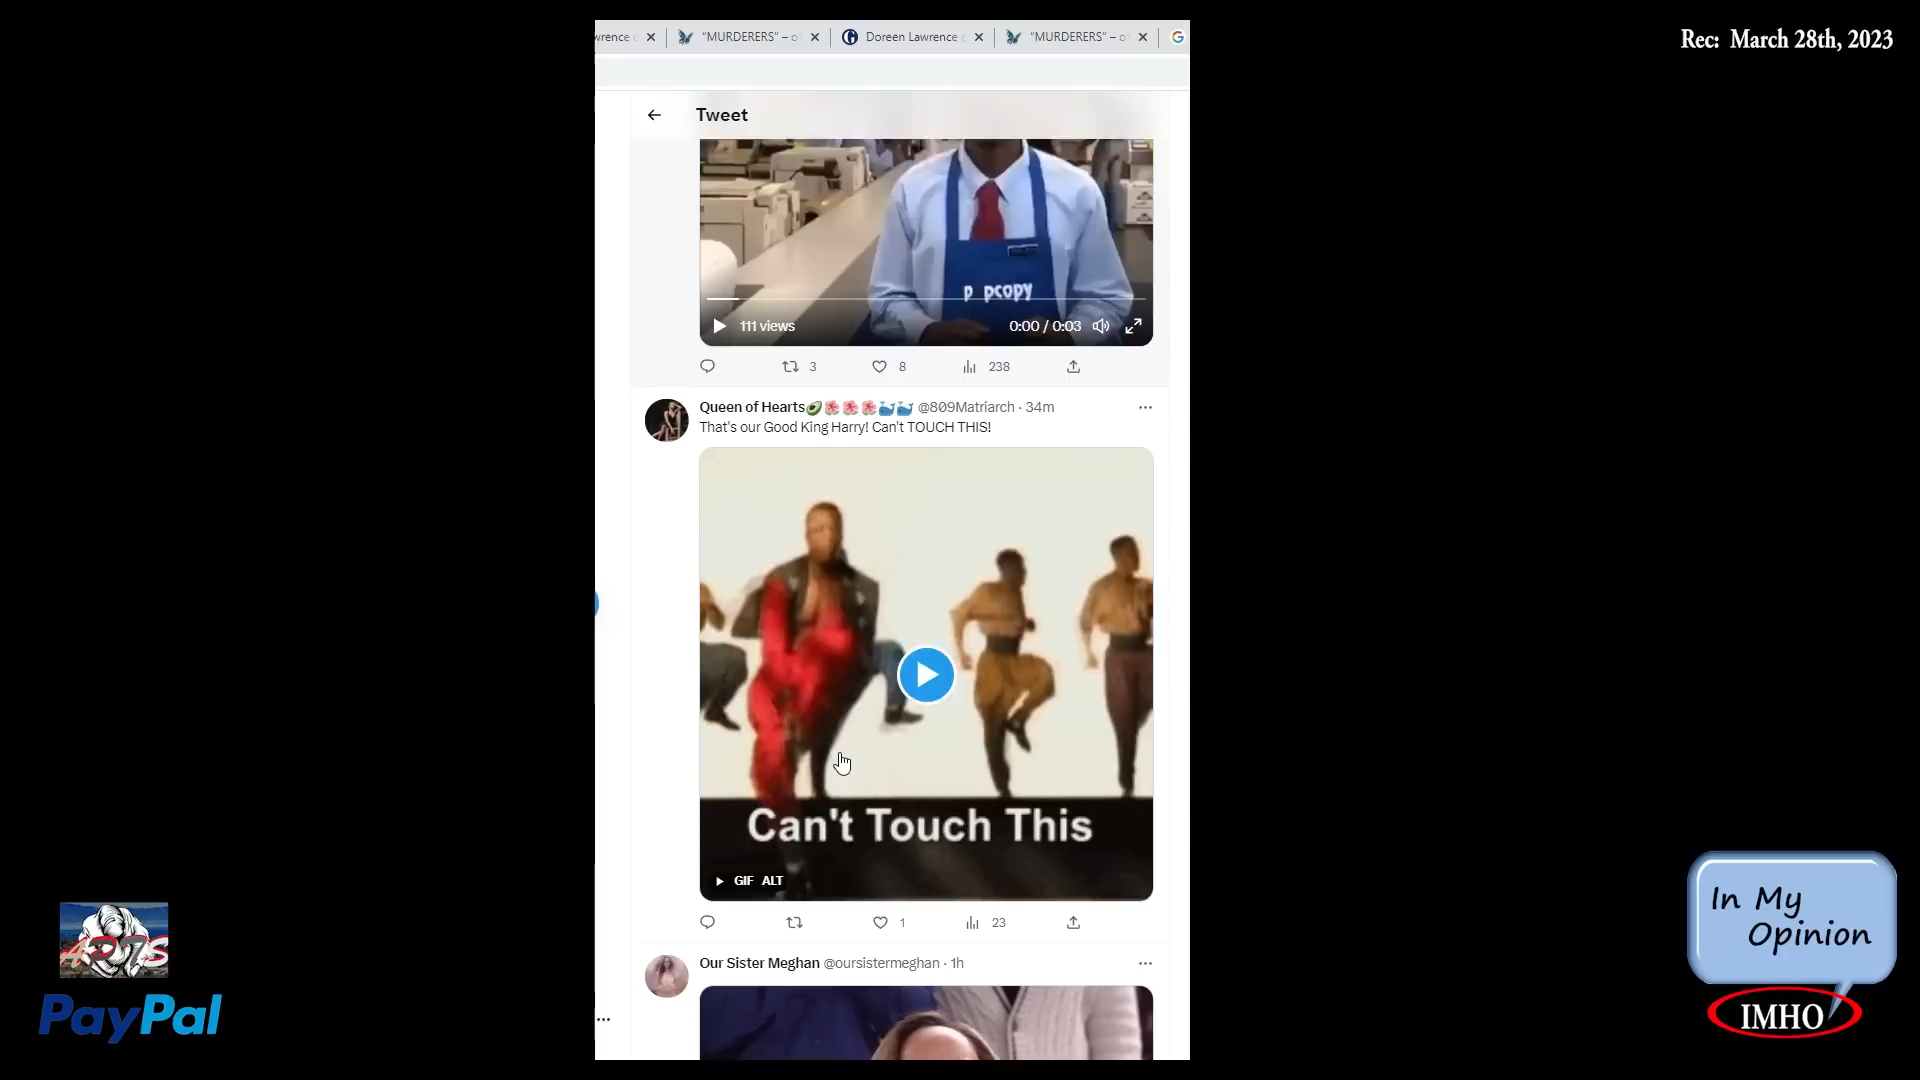 Rec: March 28th, 2023
wrence
"MURDERERS" – o
Doreen Lawrence
"MURDERERS" – o
Tweet
p pcopy
111 views
0:00 / 0:03
3
8
238
Queen of Hearts🥑🌺🌺🌺🐳🐳 @809Matriarch · 34m
That's our Good King Harry! Can't TOUCH THIS!
Can't Touch This
GIF ALT
1
23
Our Sister Meghan @oursistermeghan · 1h
PayPal
In My
Opinion
IMHO